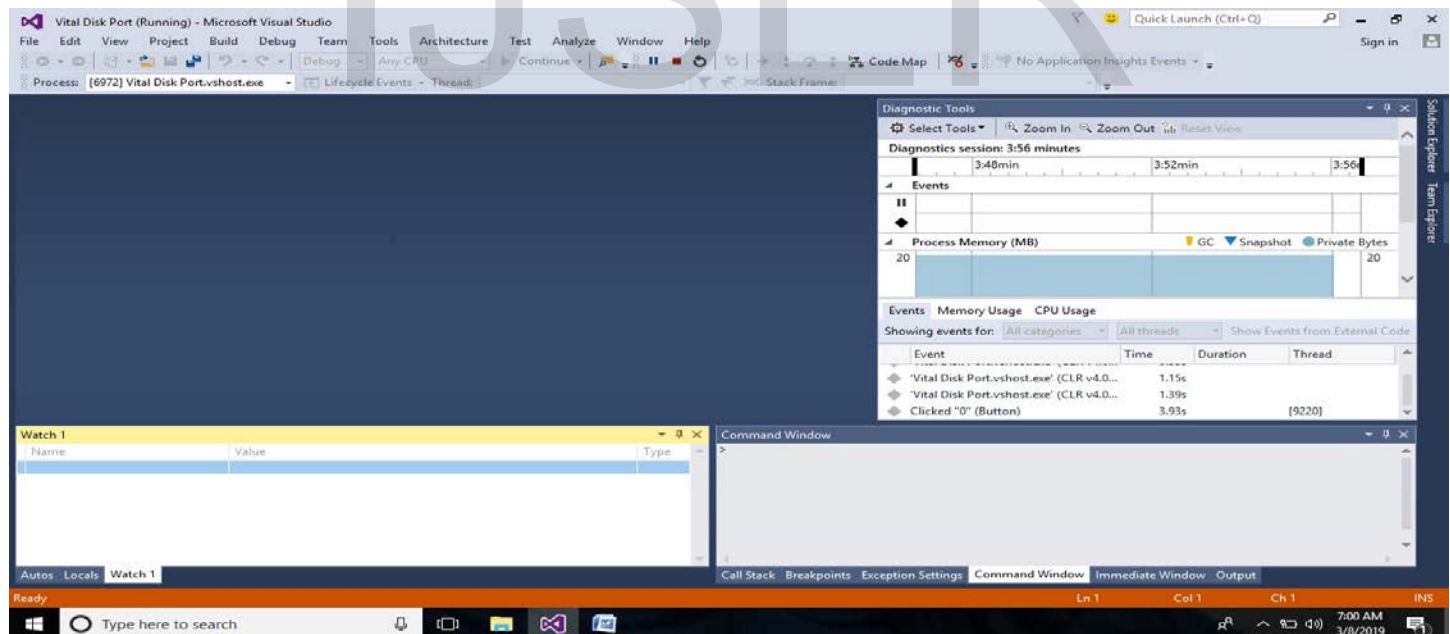 Vital Disk Port (Running) - Microsoft Visual Studio
Quick Launch (Ctrl+Q)
File Edit View Project Build Debug Team Tools Architecture Test Analyze Window Help
Sign in
Debug Any CPU Continue Code Map No Application Insights Events
Process: [6972] Vital Disk Port.vshost.exe Lifecycle Events Thread: Stack Frame:
Diagnostic Tools
Select Tools Zoom In Zoom Out Reset View
Diagnostics session: 3:56 minutes
3:48min 3:52min
Events
Process Memory (MB) GC Snapshot Private Bytes
20 20
Events Memory Usage CPU Usage
Showing events for: All categories All threads Show Events from External Code
Event Time Duration Thread
'Vital Disk Port.vshost.exe' (CLR v4.0... 1.15s
'Vital Disk Port.vshost.exe' (CLR v4.0... 1.39s
Clicked "0" (Button) 3.93s [9220]
Solution Explorer
Team Explorer
Watch 1
Name Value Type
Autos Locals Watch 1
Command Window
>
Call Stack Breakpoints Exception Settings Command Window Immediate Window Output
Ready Ln 1 Col 1 Ch 1 INS
Type here to search
7:00 AM
3/8/2019